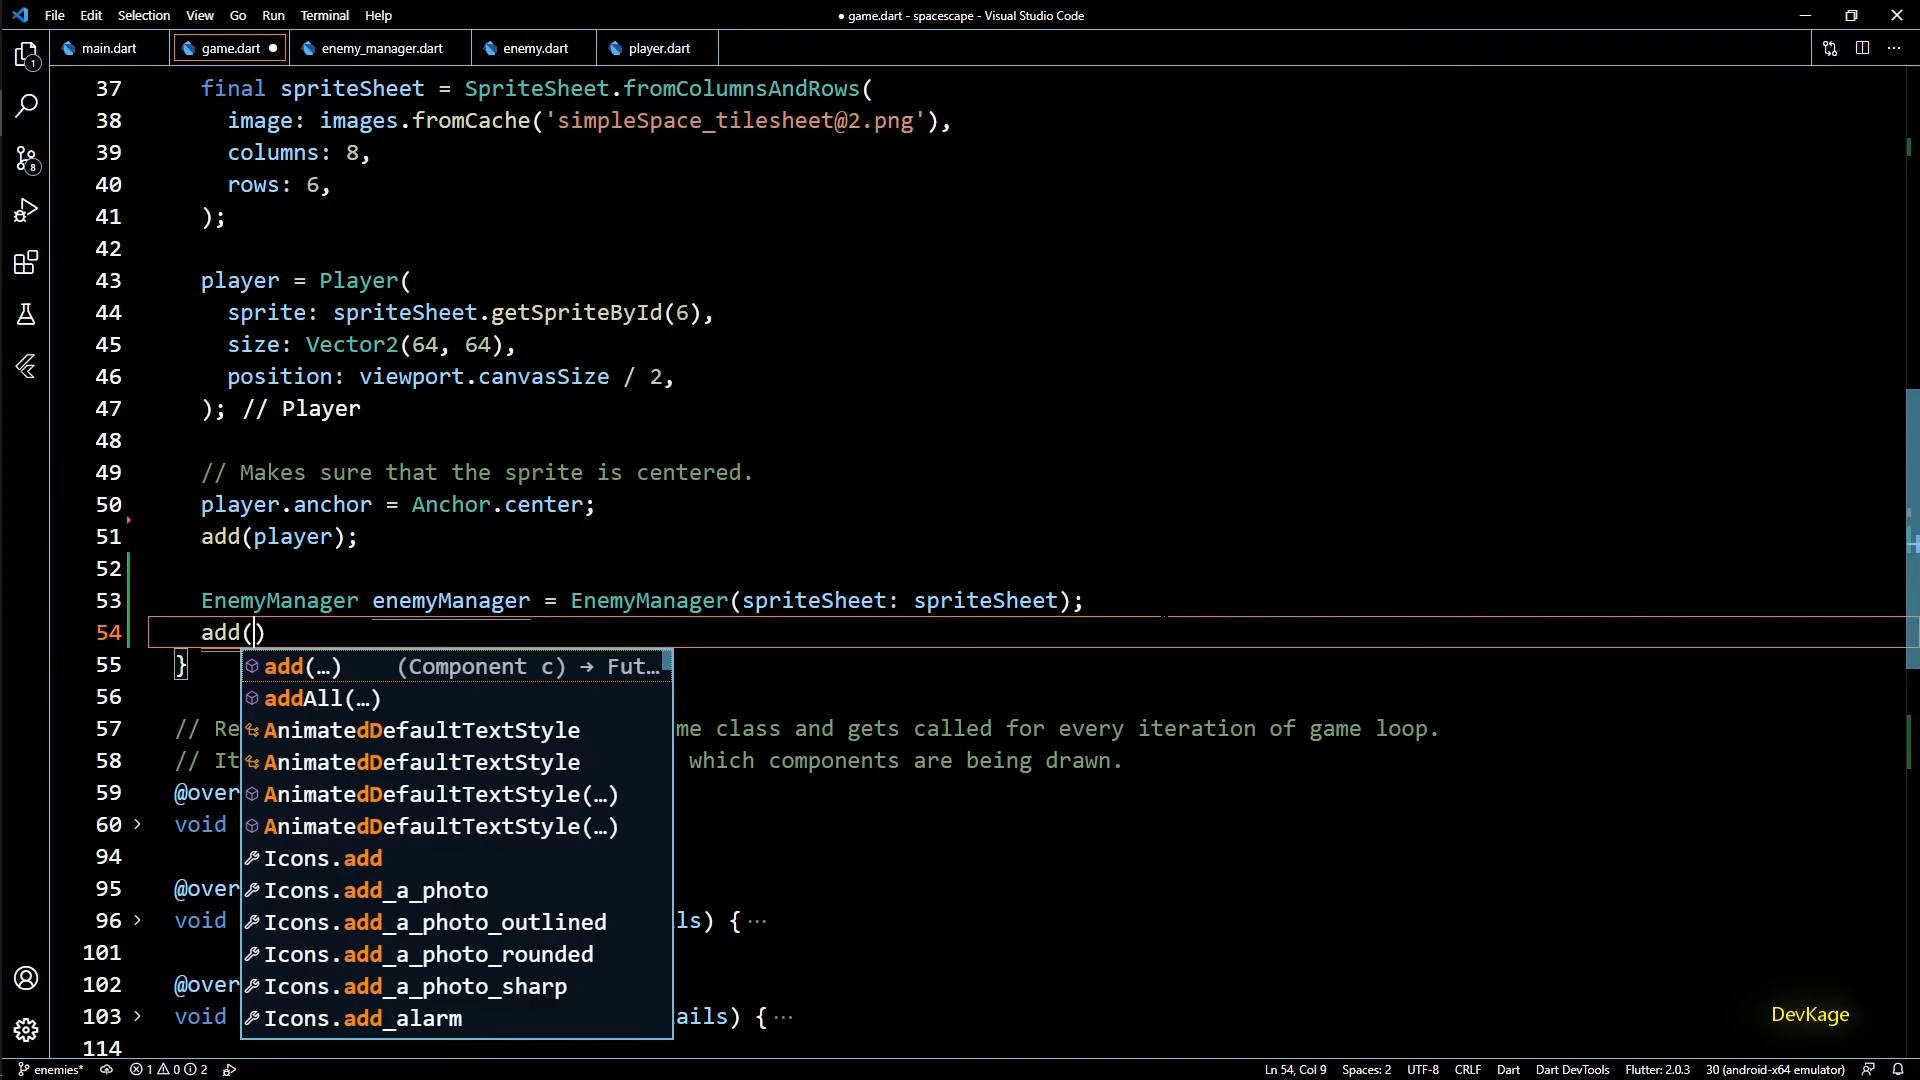 File Edit Selection View Go Run Terminal Help
● game.dart - spacescape - Visual Studio Code
main.dart game.dart ● enemy_manager.dart enemy.dart player.dart
1
8
37 final spriteSheet = SpriteSheet.fromColumnsAndRows(
38 image: images.fromCache('simpleSpace_tilesheet@2.png'),
39 columns: 8,
40 rows: 6,
41 );
42
43 player = Player(
44 sprite: spriteSheet.getSpriteById(6),
45 size: Vector2(64, 64),
46 position: viewport.canvasSize / 2,
47 ); // Player
48
49 // Makes sure that the sprite is centered.
50 player.anchor = Anchor.center;
51 add(player);
52
53 EnemyManager enemyManager = EnemyManager(spriteSheet: spriteSheet);
54 add()
55 }
add(…) (Component c) → Fut…
56
addAll(…)
57 // Re me class and gets called for every iteration of game loop.
AnimatedDefaultTextStyle
58 // It which components are being drawn.
AnimatedDefaultTextStyle
59 @over
AnimatedDefaultTextStyle(…)
60 void
AnimatedDefaultTextStyle(…)
94
Icons.add
95 @over
Icons.add_a_photo
96 void ls) {…
Icons.add_a_photo_outlined
101
Icons.add_a_photo_rounded
102 @over
Icons.add_a_photo_sharp
103 void ails) {…
Icons.add_alarm
114
DevKage
enemies* 1 0 2 Ln 54, Col 9 Spaces: 2 UTF-8 CRLF Dart Dart DevTools Flutter: 2.0.3 30 (android-x64 emulator)